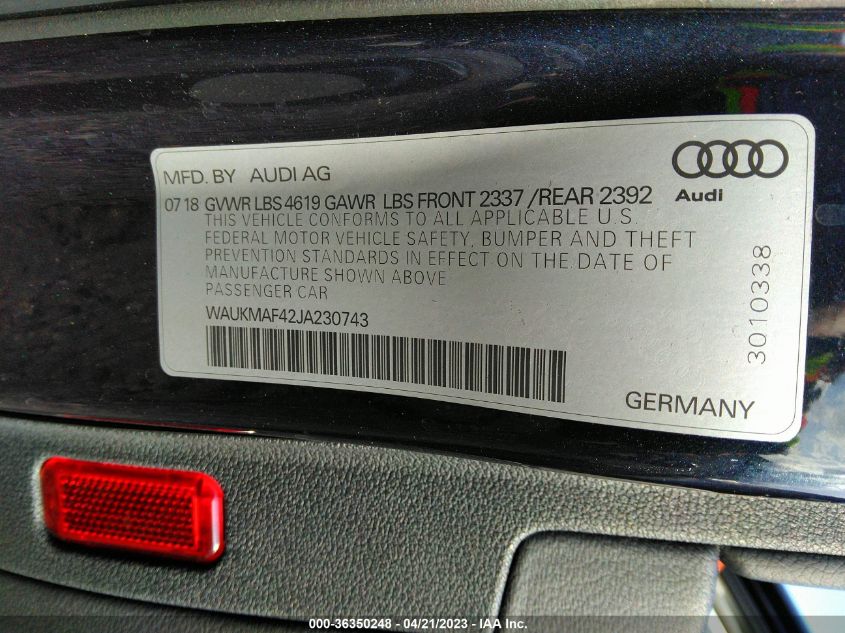 MFD. BY AUDI AG
Audi
07 18 GVWR LBS 4619 GAWR LBS FRONT 2337 /REAR 2392
THIS VEHICLE CONFORMS TO ALL APPLICABLE U.S.
FEDERAL MOTOR VEHICLE SAFETY, BUMPER AND THEFT
PREVENTION STANDARDS IN EFFECT ON THE DATE OF
MANUFACTURE SHOWN ABOVE
PASSENGER CAR
WAUKMAF42JA230743
3010338
GERMANY
000-36350248 - 04/21/2023 - IAA Inc.